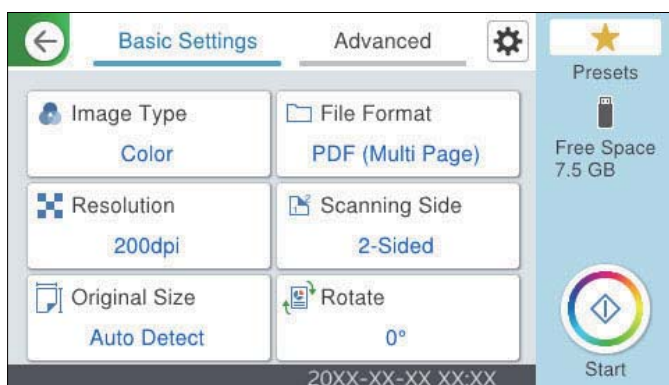 Basic Settings
Advanced
Image Type
Color
File Format
PDF (Multi Page)
Resolution
200dpi
Scanning Side
2-Sided
Original Size
Auto Detect
Rotate
0°
20XX-XX-XX XX:XX
Presets
Free Space
7.5 GB
Start